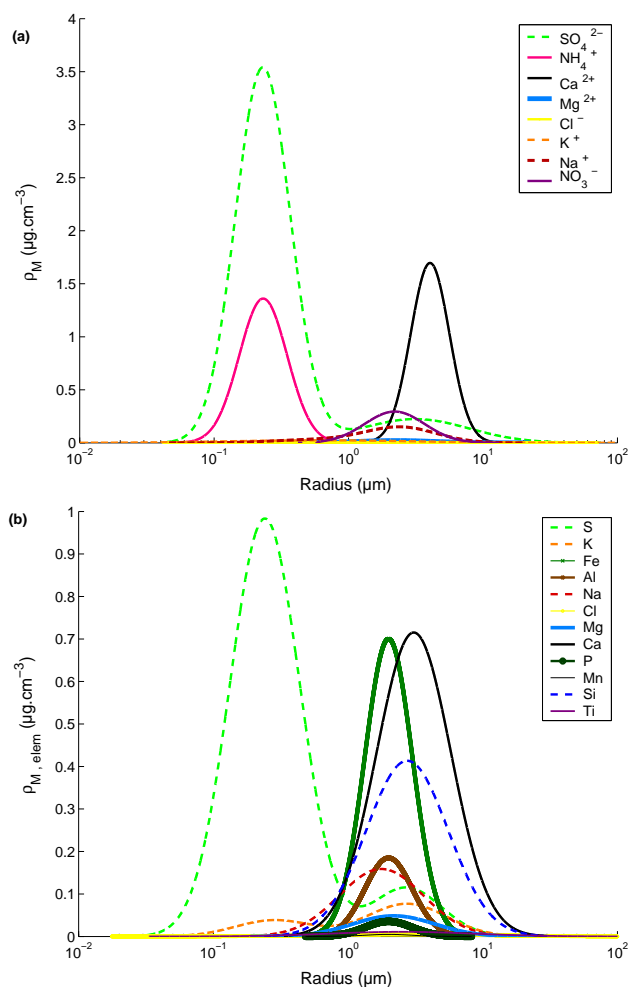 (a)
4
3.5
3
2.5
2
1.5
1
0.5
0
ρM (µg.cm−3)
10−2 10−1 100 101 102
Radius (µm)
SO4 2−
NH4 +
Ca 2+
Mg 2+
Cl −
K +
Na +
NO3 −
(b)
1
0.9
0.8
0.7
0.6
0.5
0.4
0.3
0.2
0.1
0
ρM , elem (µg.cm−3)
10−2 10−1 100 101 102
Radius (µm)
S
K
Fe
Al
Na
Cl
Mg
Ca
P
Mn
Si
Ti